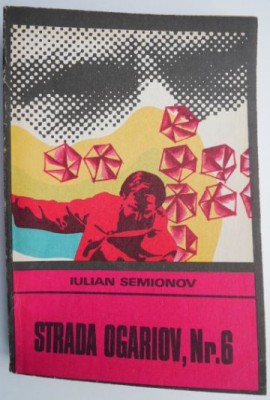 IULIAN SEMIONOV
STRADA OGARIOV, Nr.6